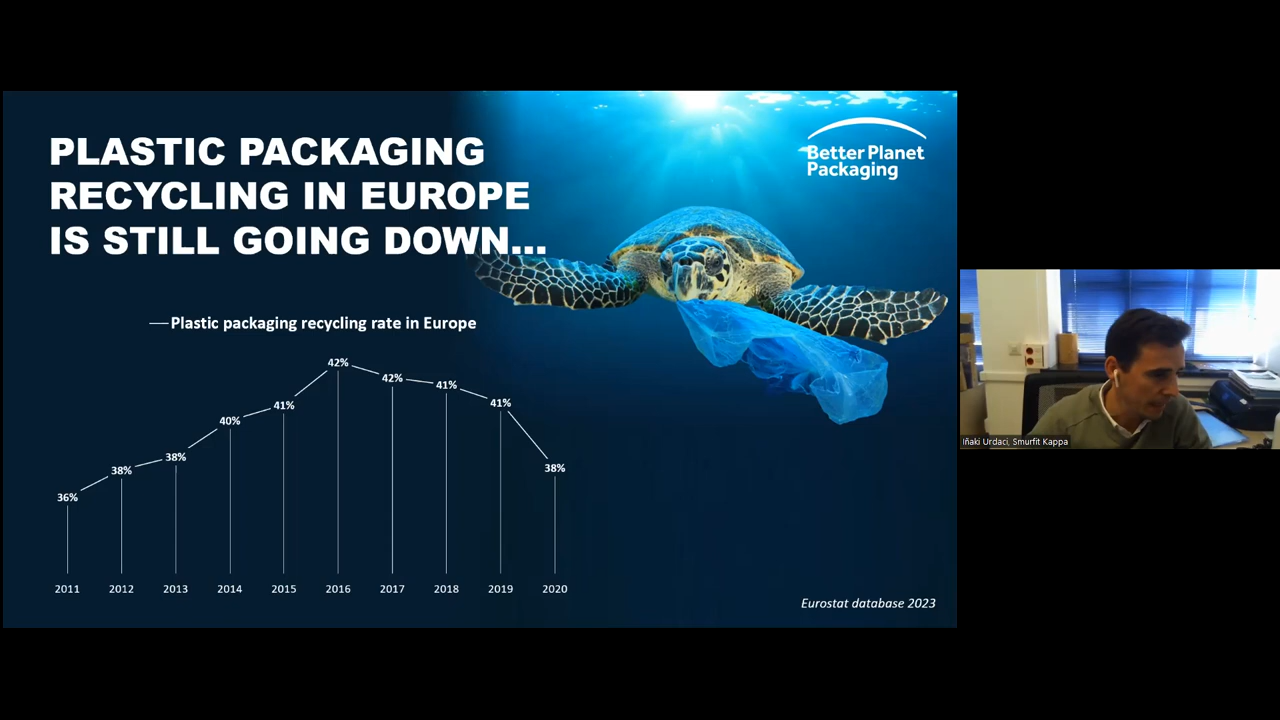 PLASTIC PACKAGING
RECYCLING IN EUROPE
IS STILL GOING DOWN...
Better Planet
Packaging
Plastic packaging recycling rate in Europe
36%
38%
38%
40%
41%
42%
42%
41%
41%
38%
2011
2012
2013
2014
2015
2016
2017
2018
2019
2020
Eurostat database 2023
Iñaki Urdaci, Smurfit Kappa